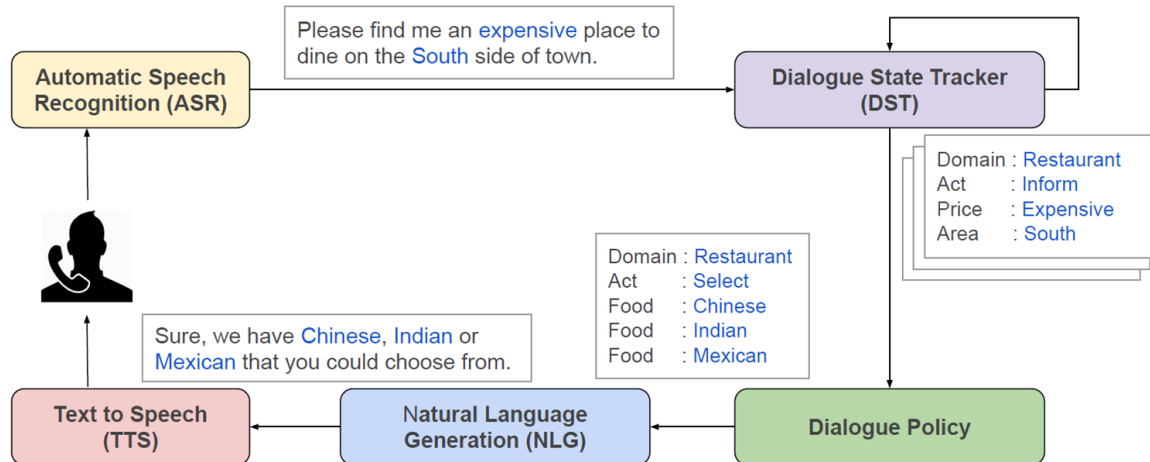 Please find me an expensive place to
dine on the South side of town.
Automatic Speech
Recognition (ASR)
Dialogue State Tracker
(DST)
Domain : Restaurant
Act : Inform
Price : Expensive
Area : South
Domain : Restaurant
Act : Select
Food : Chinese
Food : Indian
Food : Mexican
Sure, we have Chinese, Indian or
Mexican that you could choose from.
Text to Speech
(TTS)
Natural Language
Generation (NLG)
Dialogue Policy